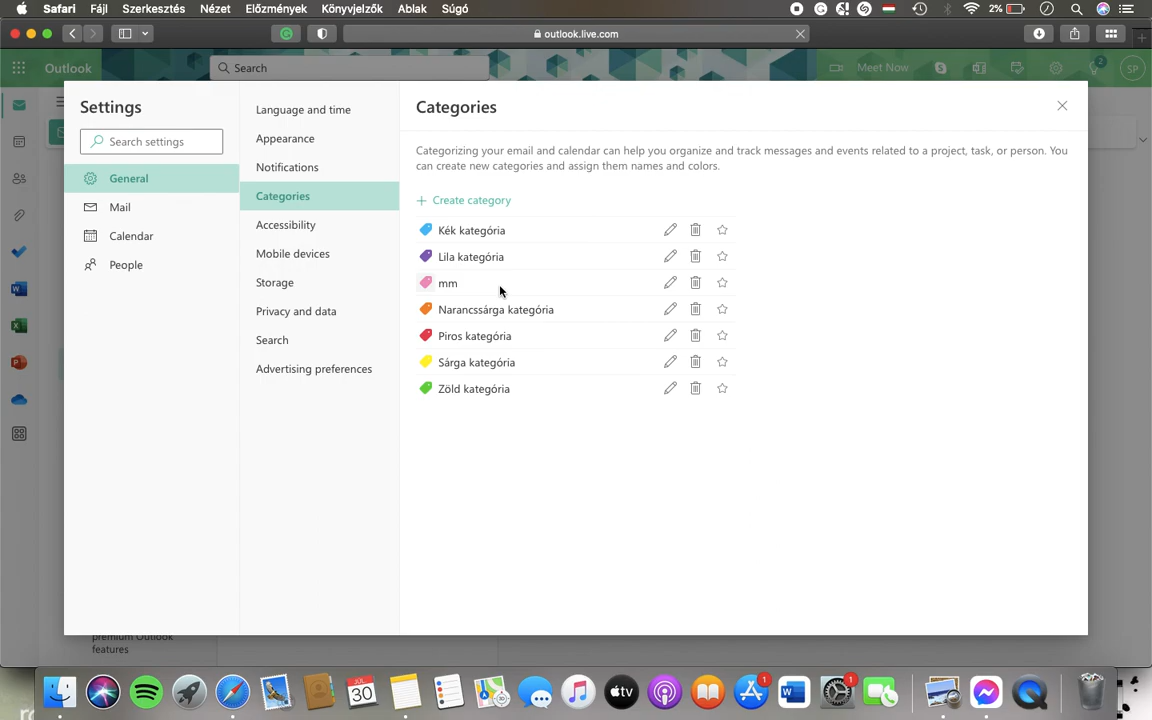 Safari Fájl Szerkesztés Nézet Előzmények Könyvjelzők Ablak Súgó 2%
outlook.live.com
Outlook Search Meet Now 2 SP
Settings
Search settings
General
Mail
Calendar
People
Language and time
Appearance
Notifications
Categories
Accessibility
Mobile devices
Storage
Privacy and data
Search
Advertising preferences
Categories
Categorizing your email and calendar can help you organize and track messages and events related to a project, task, or person. You
can create new categories and assign them names and colors.
+ Create category
Kék kategória
Lila kategória
mm
Narancssárga kategória
Piros kategória
Sárga kategória
Zöld kategória
premium Outlook
features
JÚL
30
tv
1
W
1